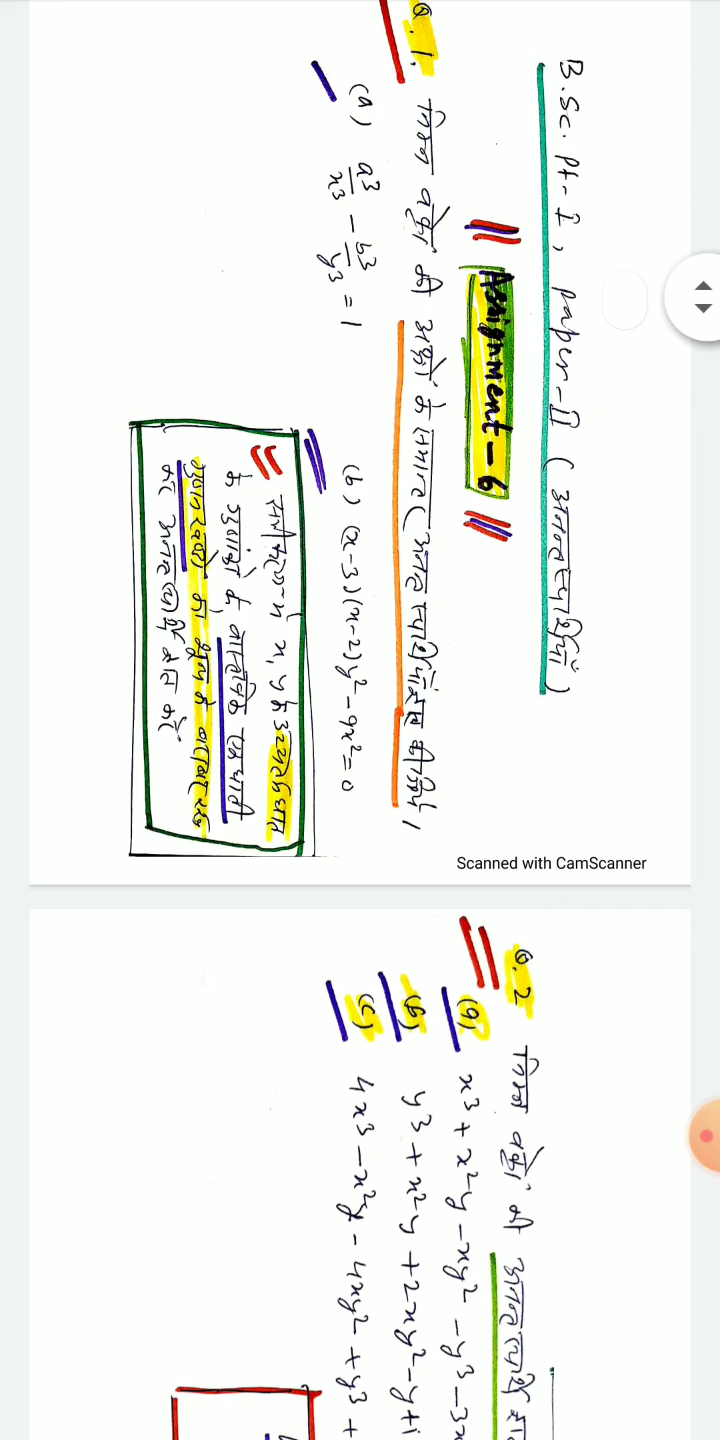 B.Sc. Pt-I, paper-II (अनन्तस्पर्शियाँ)
Assignment-6
Q.1. निम्न वक्रों की अक्षों के समान्तर अनन्तस्पर्शियाँ ज्ञात कीजिये।
(a) a³/x³ - b³/y³ = 1
(b) (x-3)(x-2)y² - 9x² = 0
समीकरण में x, y के उच्चतम घात
के गुणांकों के वास्तविक एक घाती
गुणनखण्डों को शून्य के बराबर रख
कर अनन्तस्पर्शी ज्ञात करें
Scanned with CamScanner
Q.2 निम्न वक्रों की अनन्तस्पर्शी
(a) x³ + x²y - xy² - y³ - 3x
(b) y³ + x²y + 2xy² - y + 1
(c) 4x³ - x²y - 4xy² + y³ +